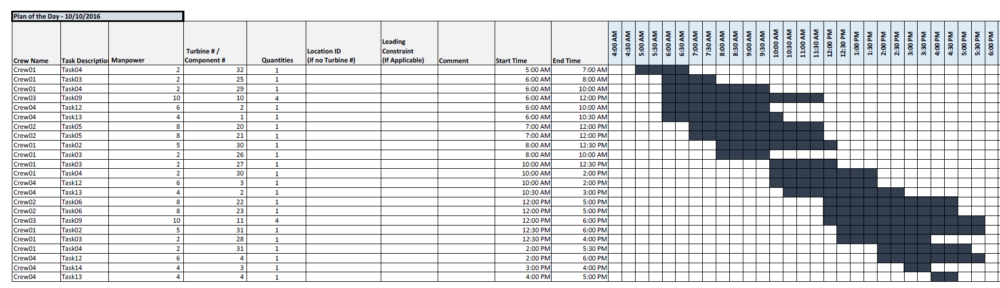 Plan of the Day - 10/10/2016
Crew Name Task Description Manpower Turbine # / Component # Quantities Location ID (if no Turbine #) Leading Constraint (If Applicable) Comment Start Time End Time 4:00 AM 4:30 AM 5:00 AM 5:30 AM 6:00 AM 6:30 AM 7:00 AM 7:30 AM 8:00 AM 8:30 AM 9:00 AM 9:30 AM 10:00 AM 10:30 AM 11:00 AM 11:30 AM 12:00 PM 12:30 PM 1:00 PM 1:30 PM 2:00 PM 2:30 PM 3:00 PM 3:30 PM 4:00 PM 4:30 PM 5:00 PM 5:30 PM 6:00 PM
Crew01 Task04 2 32 1 5:00 AM 7:00 AM
Crew01 Task03 2 25 1 6:00 AM 8:00 AM
Crew01 Task04 2 29 1 6:00 AM 10:00 AM
Crew03 Task09 10 10 4 6:00 AM 12:00 PM
Crew04 Task12 6 2 1 6:00 AM 10:00 AM
Crew04 Task13 4 1 1 6:00 AM 10:30 AM
Crew02 Task05 8 20 1 7:00 AM 12:00 PM
Crew02 Task05 8 21 1 7:00 AM 12:00 PM
Crew01 Task02 5 30 1 8:00 AM 12:30 PM
Crew01 Task03 2 26 1 8:00 AM 10:00 AM
Crew01 Task03 2 27 1 10:00 AM 12:30 PM
Crew01 Task04 2 30 1 10:00 AM 2:00 PM
Crew04 Task12 6 3 1 10:00 AM 2:00 PM
Crew04 Task13 4 2 1 10:30 AM 3:00 PM
Crew02 Task06 8 22 1 12:00 PM 5:00 PM
Crew02 Task06 8 23 1 12:00 PM 5:00 PM
Crew03 Task09 10 11 4 12:00 PM 6:00 PM
Crew01 Task02 5 31 1 12:30 PM 6:00 PM
Crew01 Task03 2 28 1 12:30 PM 4:00 PM
Crew01 Task04 2 31 1 2:00 PM 5:30 PM
Crew04 Task12 6 4 1 2:00 PM 6:00 PM
Crew04 Task14 4 3 1 3:00 PM 4:00 PM
Crew04 Task13 4 4 1 4:00 PM 5:00 PM